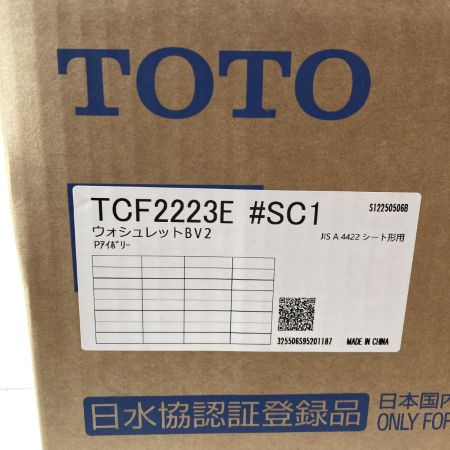 TOTO
TCF2223E #SC1
S12250506B
ウォシュレットBV2
JIS A 4422 シート形用
Pｱｲﾎﾞﾘｰ
325506S95201187
MADE IN CHINA
日水協認証登録品
日本国内
ONLY FOR